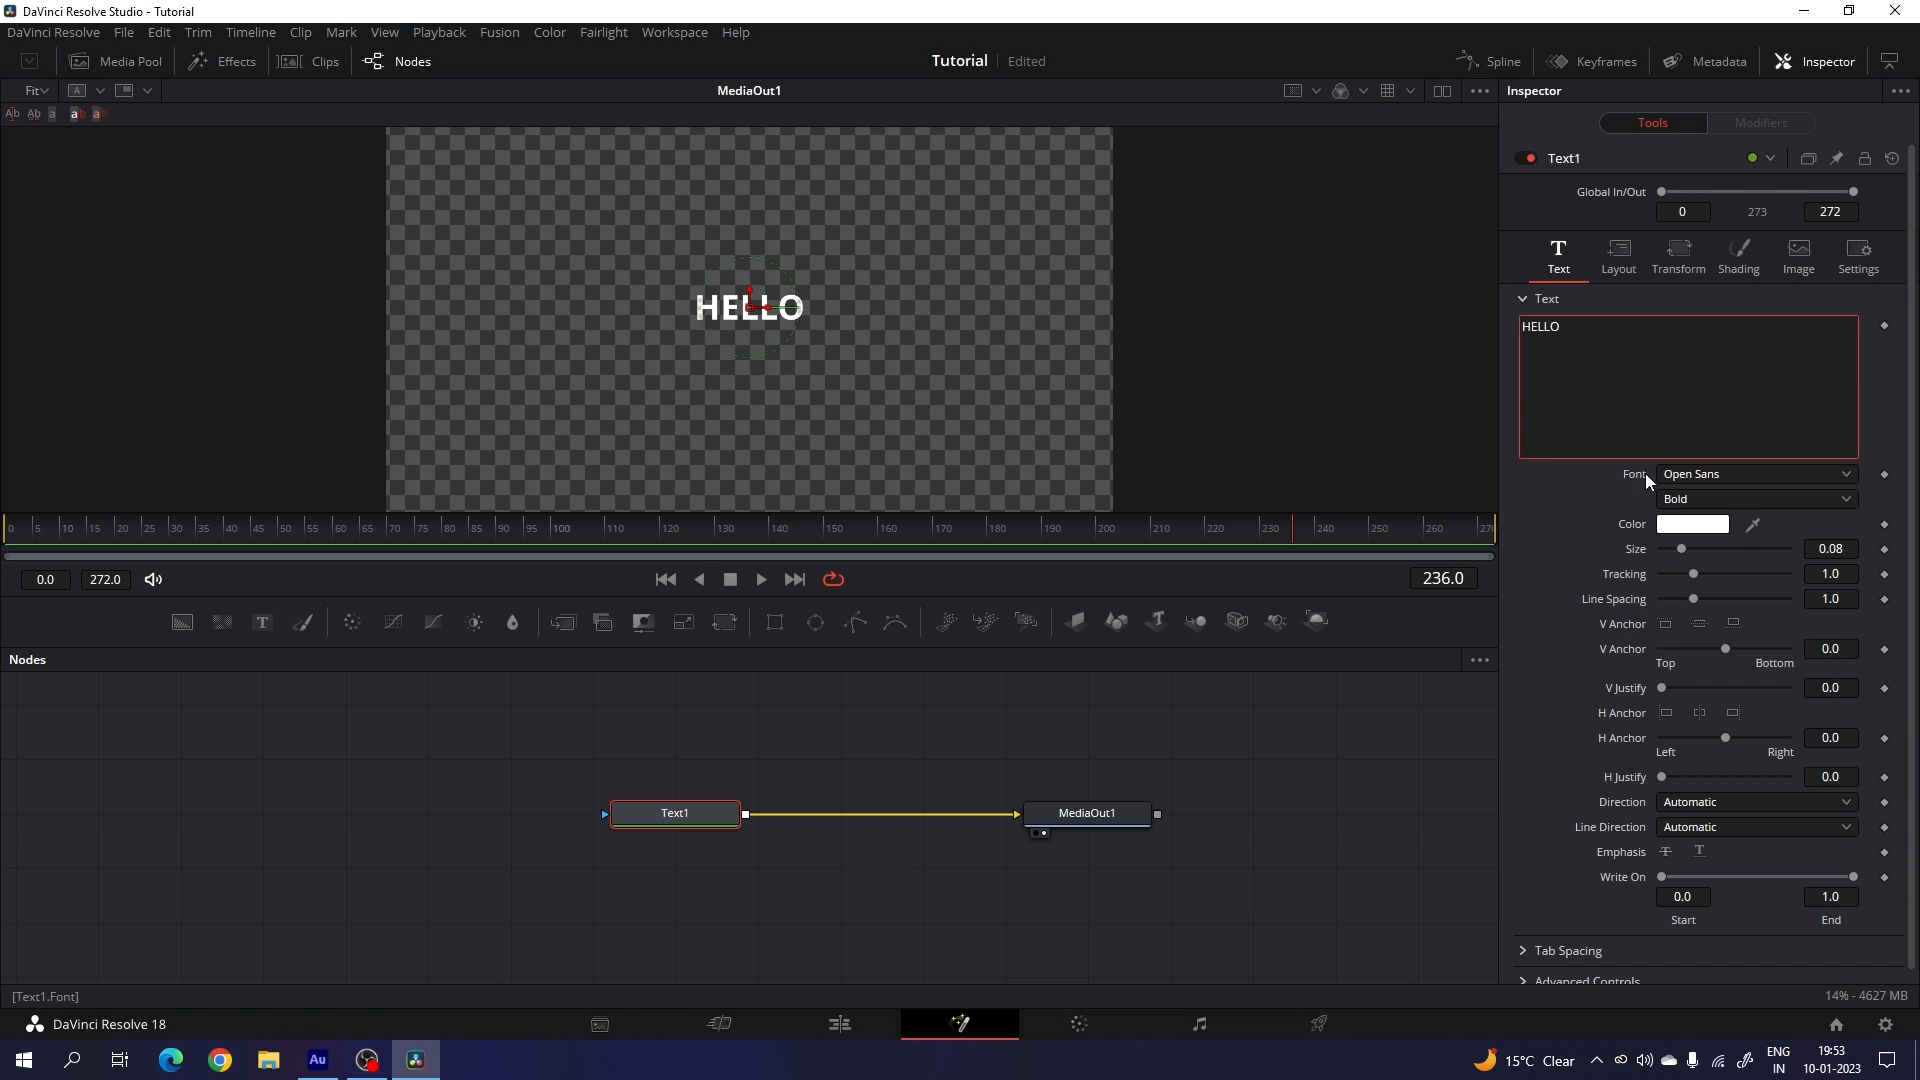 DaVinci Resolve Studio - Tutorial
DaVinci Resolve File Edit Trim Timeline Clip Mark View Playback Fusion Color Fairlight Workspace Help
Media Pool Effects Clips Nodes Tutorial Edited Spline Keyframes Metadata Inspector
Fit A MediaOut1 Inspector
Ab Ab a ab ab
Tools Modifiers
Text1
Global In/Out
0 273 272
Text Layout Transform Shading Image Settings
Text
HELLO
HELLO
Font Open Sans
Bold
Color
Size 0.08
Tracking 1.0
Line Spacing 1.0
V Anchor
V Anchor 0.0
Top Bottom
V Justify 0.0
H Anchor
H Anchor 0.0
Left Right
H Justify 0.0
Direction Automatic
Line Direction Automatic
Emphasis
Write On
0.0 1.0
Start End
Tab Spacing
Advanced Controls
0 5 10 15 20 25 30 35 40 45 50 55 60 65 70 75 80 85 90 95 100 110 120 130 140 150 160 170 180 190 200 210 220 230 240 250 260
0.0 272.0 236.0
Nodes
Text1 MediaOut1
[Text1.Font] 14% - 4627 MB
DaVinci Resolve 18
Au 15°C Clear ENG 19:53
IN 10-01-2023